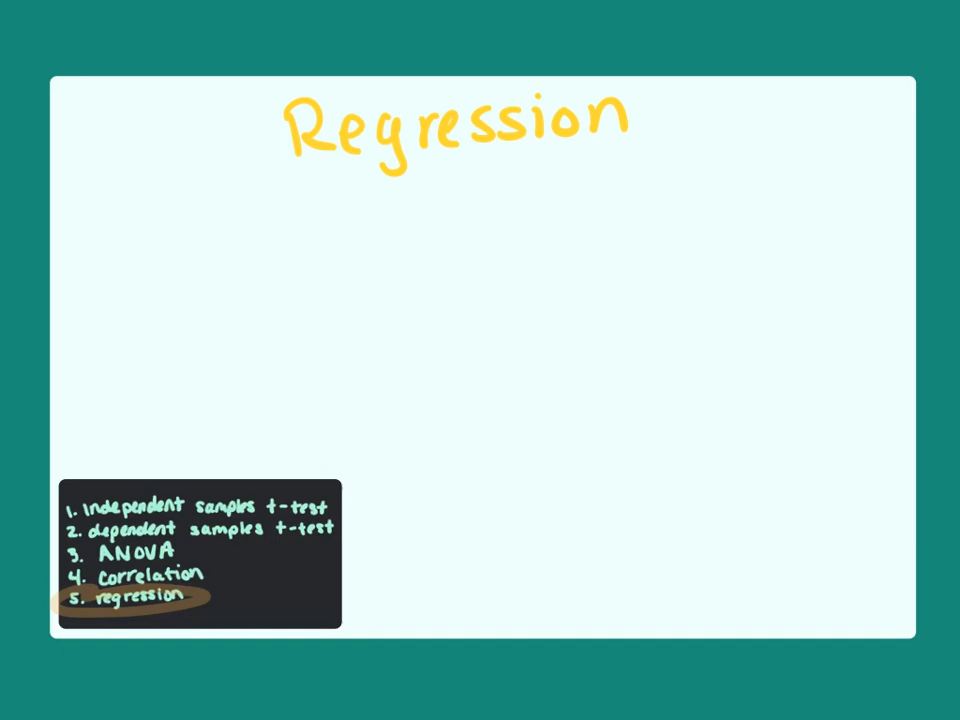 Regression
1. independent samples t-test
2. dependent samples t-test
3. ANOVA
4. correlation
5. regression